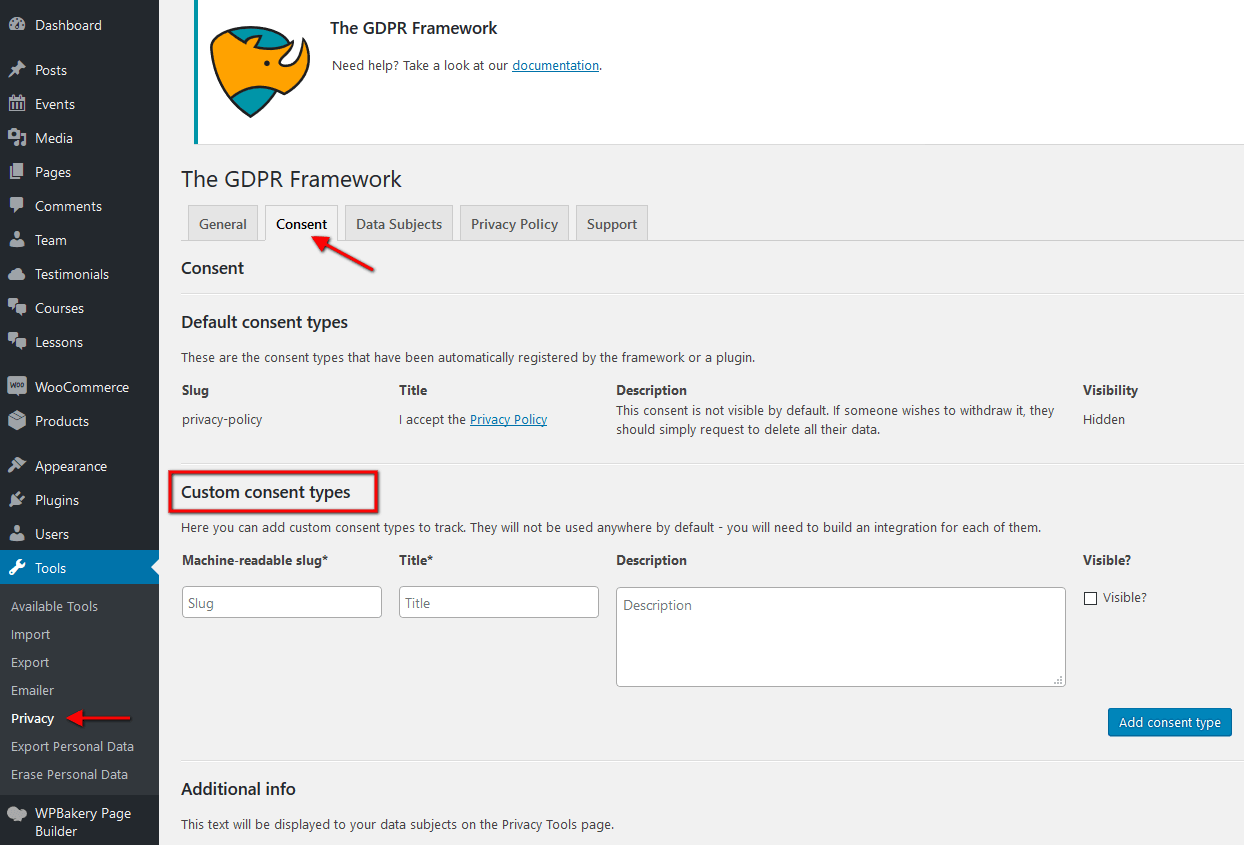 Dashboard
Posts
Events
Media
Pages
Comments
Team
Testimonials
Courses
Lessons
WOO WooCommerce
Products
Appearance
Plugins
Users
Tools
Available Tools
Import
Export
Emailer
Privacy
Export Personal Data
Erase Personal Data
WPBakery Page
Builder
The GDPR Framework
Need help? Take a look at our documentation.
The GDPR Framework
General Consent Data Subjects Privacy Policy Support
Consent
Default consent types
These are the consent types that have been automatically registered by the framework or a plugin.
Slug Title Description Visibility
privacy-policy I accept the Privacy Policy This consent is not visible by default. If someone wishes to withdraw it, they Hidden
should simply request to delete all their data.
Custom consent types
Here you can add custom consent types to track. They will not be used anywhere by default - you will need to build an integration for each of them.
Machine-readable slug* Title* Description Visible?
Slug Title Description Visible?
Add consent type
Additional info
This text will be displayed to your data subjects on the Privacy Tools page.